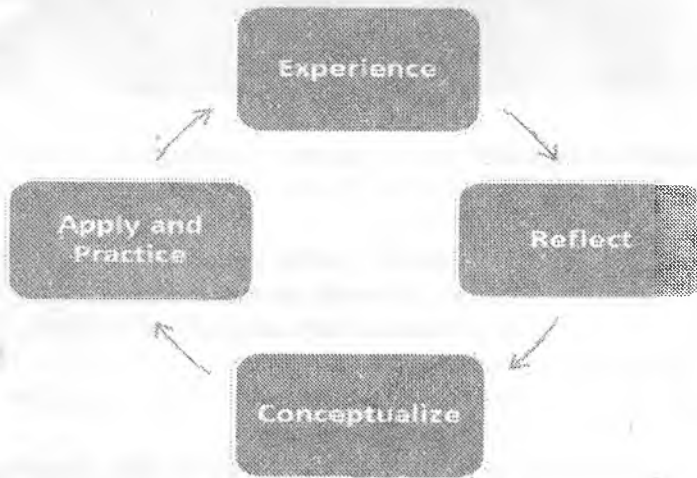 Experience
Reflect
Conceptualize
Apply and
Practice